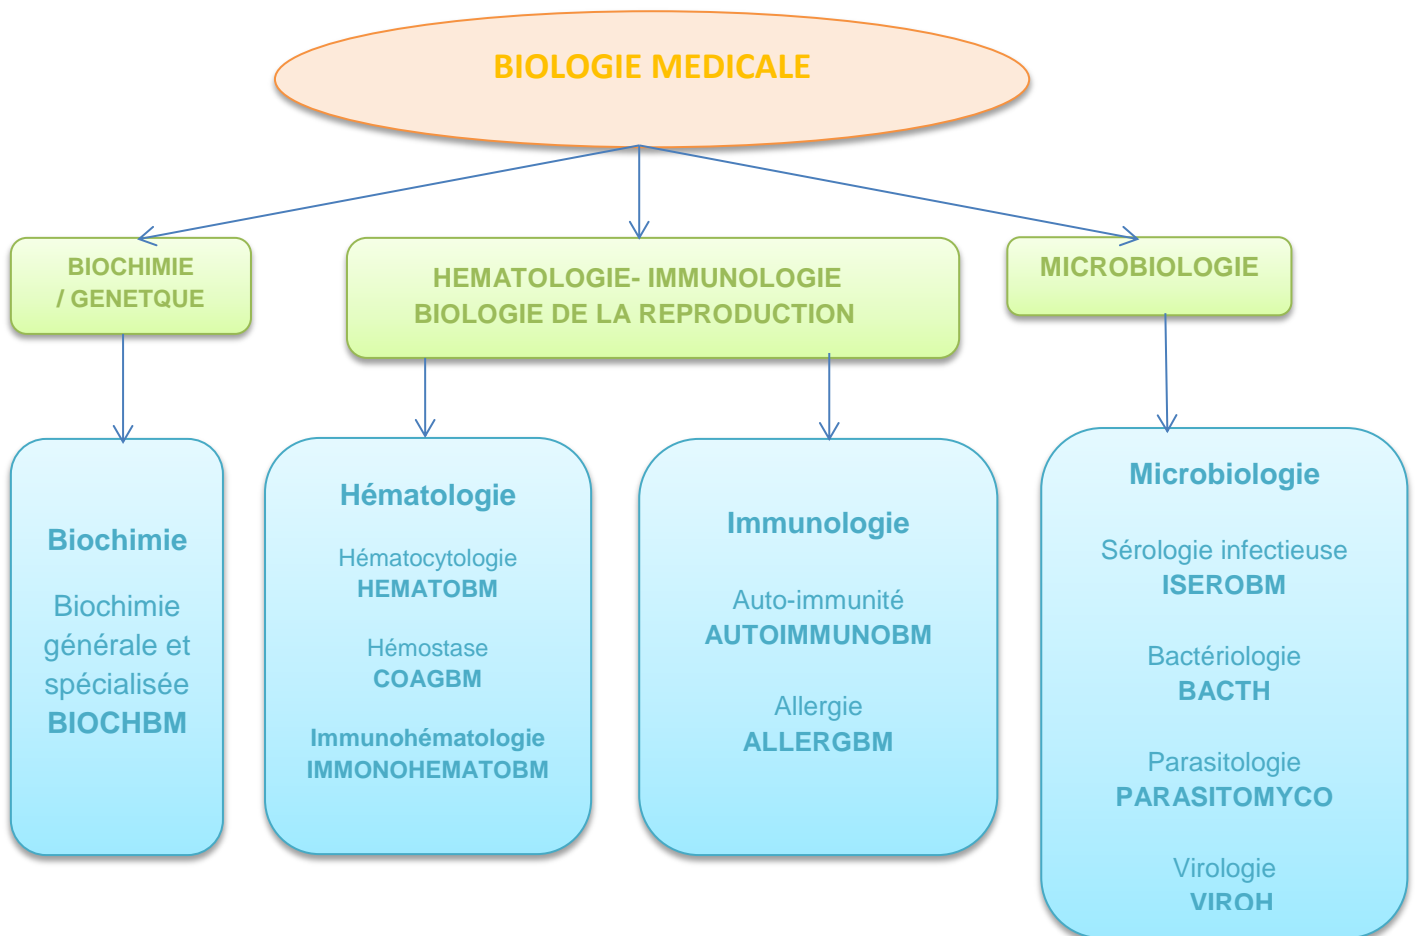 BIOLOGIE MEDICALE
BIOCHIMIE
/ GENETQUE
HEMATOLOGIE- IMMUNOLOGIE
BIOLOGIE DE LA REPRODUCTION
MICROBIOLOGIE
Biochimie
Biochimie
générale et
spécialisée
BIOCHBM
Hématologie
Hématocytologie
HEMATOBM
Hémostase
COAGBM
Immunohématologie
IMMONOHEMATOBM
Immunologie
Auto-immunité
AUTOIMMUNOBM
Allergie
ALLERGBM
Microbiologie
Sérologie infectieuse
ISEROBM
Bactériologie
BACTH
Parasitologie
PARASITOMYCO
Virologie
VIROH